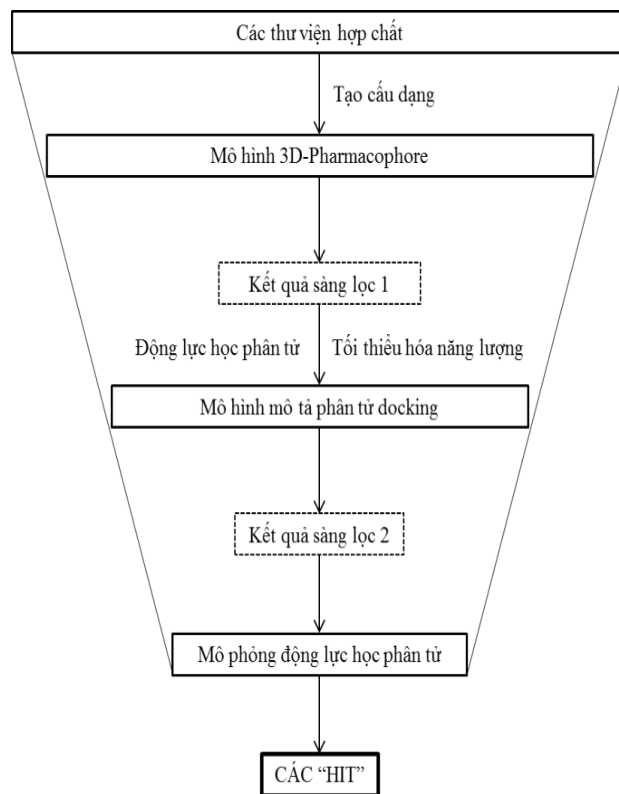 Các thư viện hợp chất
Tạo cấu dạng
Mô hình 3D-Pharmacophore
Kết quả sàng lọc 1
Động lực học phân tử
Tối thiểu hóa năng lượng
Mô hình mô tả phân tử docking
Kết quả sàng lọc 2
Mô phỏng động lực học phân tử
CÁC “HIT”